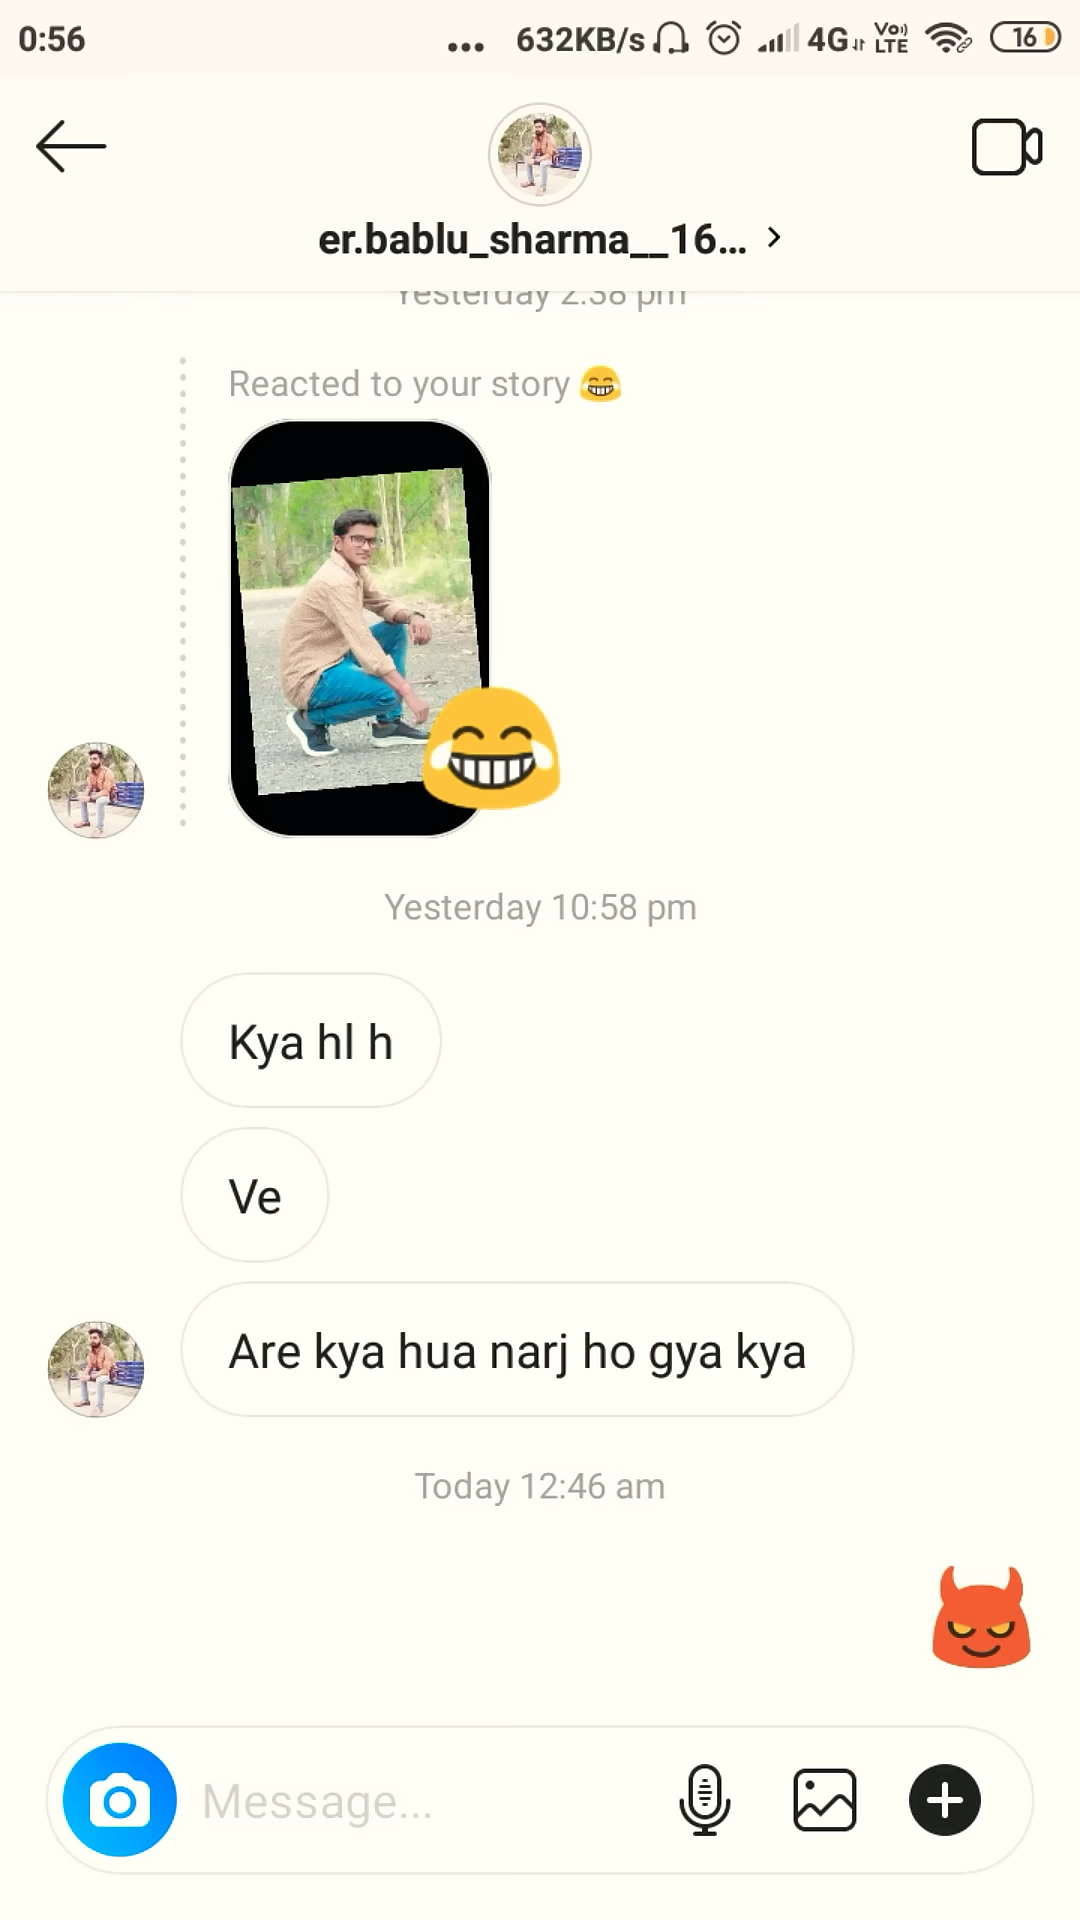 0:56
... 632KB/s 4G VoLTE 16
er.bablu_sharma__16... >
Yesterday 2:38 pm
Reacted to your story 😂
😂
Yesterday 10:58 pm
Kya hl h
Ve
Are kya hua narj ho gya kya
Today 12:46 am
😈
Message...